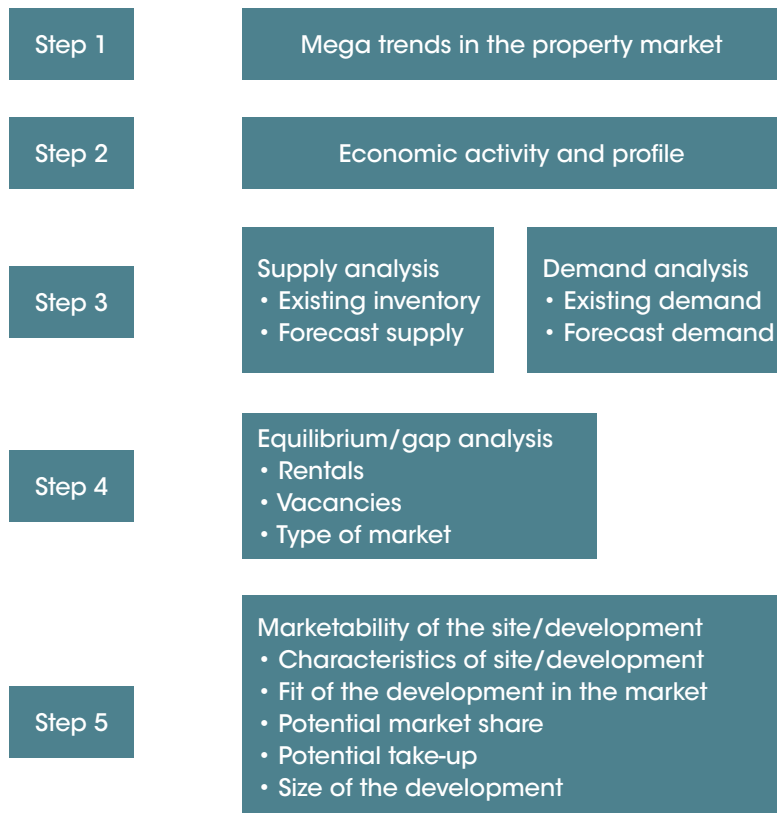 Step 1
Mega trends in the property market
Step 2
Economic activity and profile
Step 3
Supply analysis
• Existing inventory
• Forecast supply
Demand analysis
• Existing demand
• Forecast demand
Step 4
Equilibrium/gap analysis
• Rentals
• Vacancies
• Type of market
Step 5
Marketability of the site/development
• Characteristics of site/development
• Fit of the development in the market
• Potential market share
• Potential take-up
• Size of the development